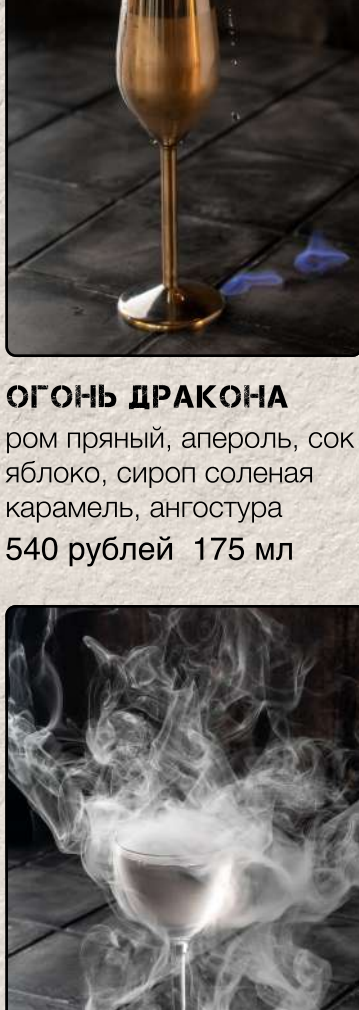 ОГОНЬ ДРАКОНА
ром пряный, апероль, сок
яблоко, сироп соленая
карамель, ангостура
540 рублей  175 мл